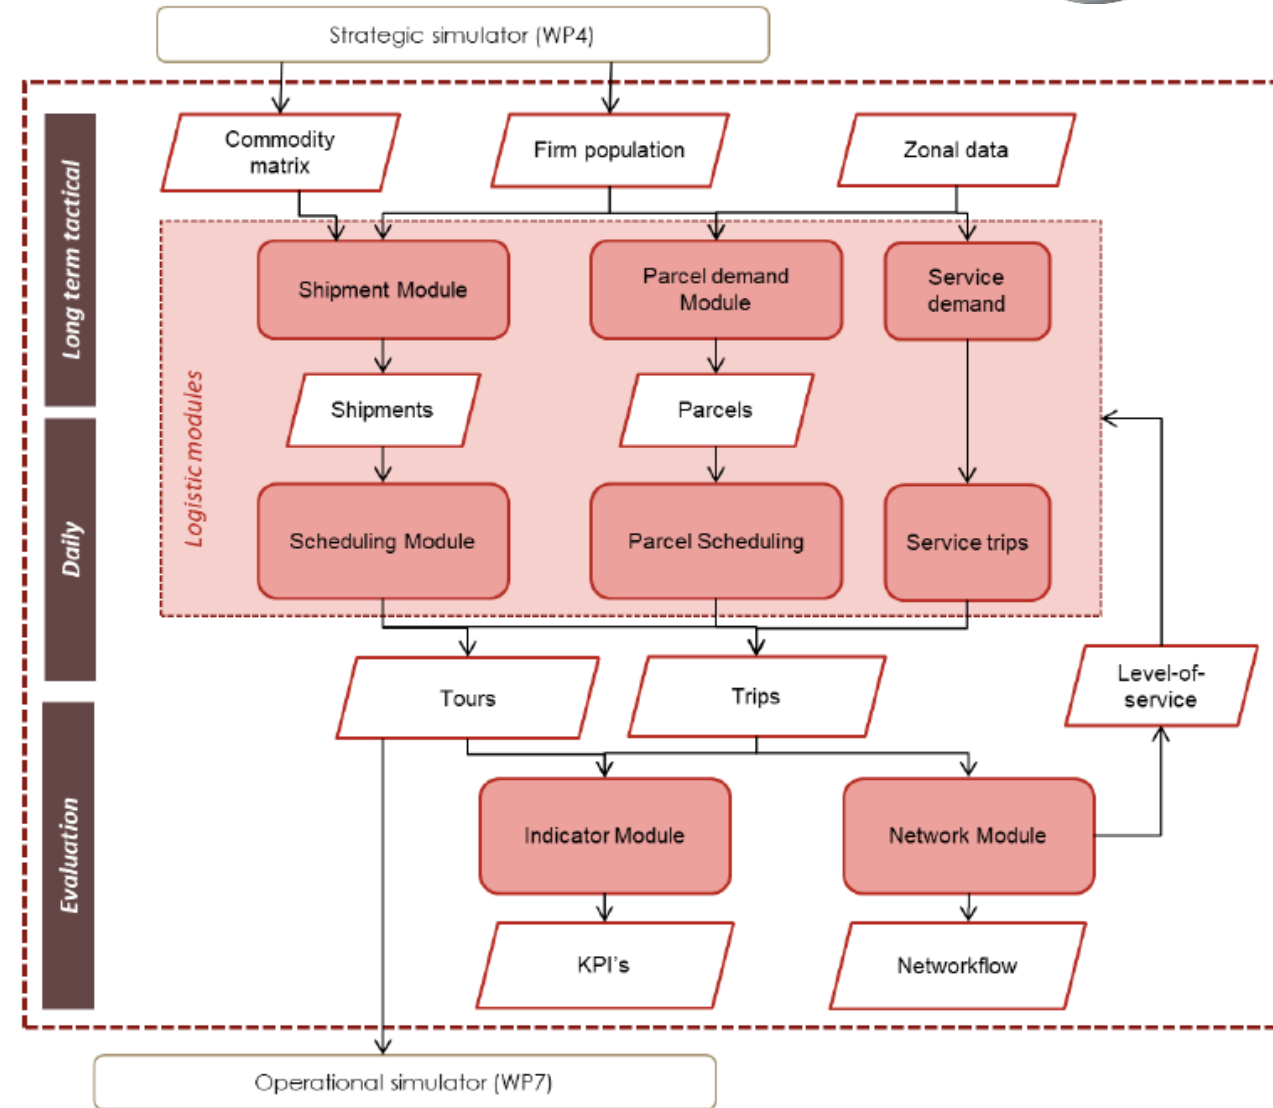 Strategic simulator (WP4)
Long term tactical
Commodity
matrix
Firm population
Zonal data
Logistic modules
Shipment Module
Parcel demand
Module
Service
demand
Shipments
Parcels
Daily
Scheduling Module
Parcel Scheduling
Service trips
Tours
Trips
Level-of-
service
Evaluation
Indicator Module
Network Module
KPI's
Networkflow
Operational simulator (WP7)